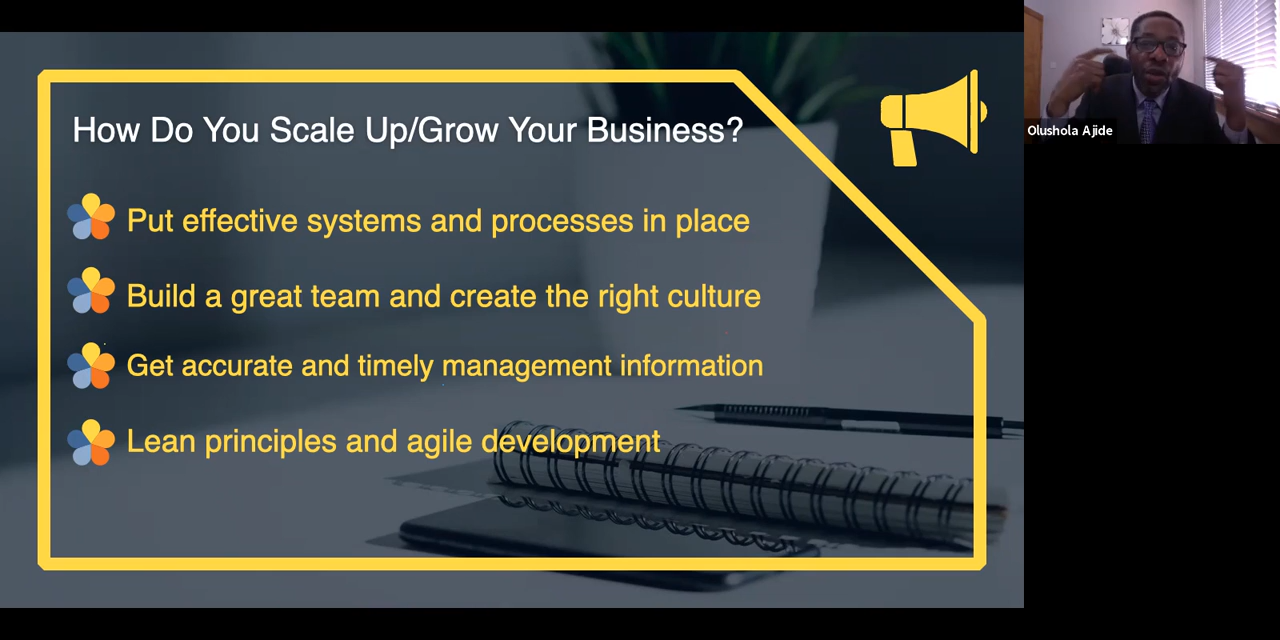 How Do You Scale Up/Grow Your Business?
Put effective systems and processes in place
Build a great team and create the right culture
Get accurate and timely management information
Lean principles and agile development
Olushola Ajide